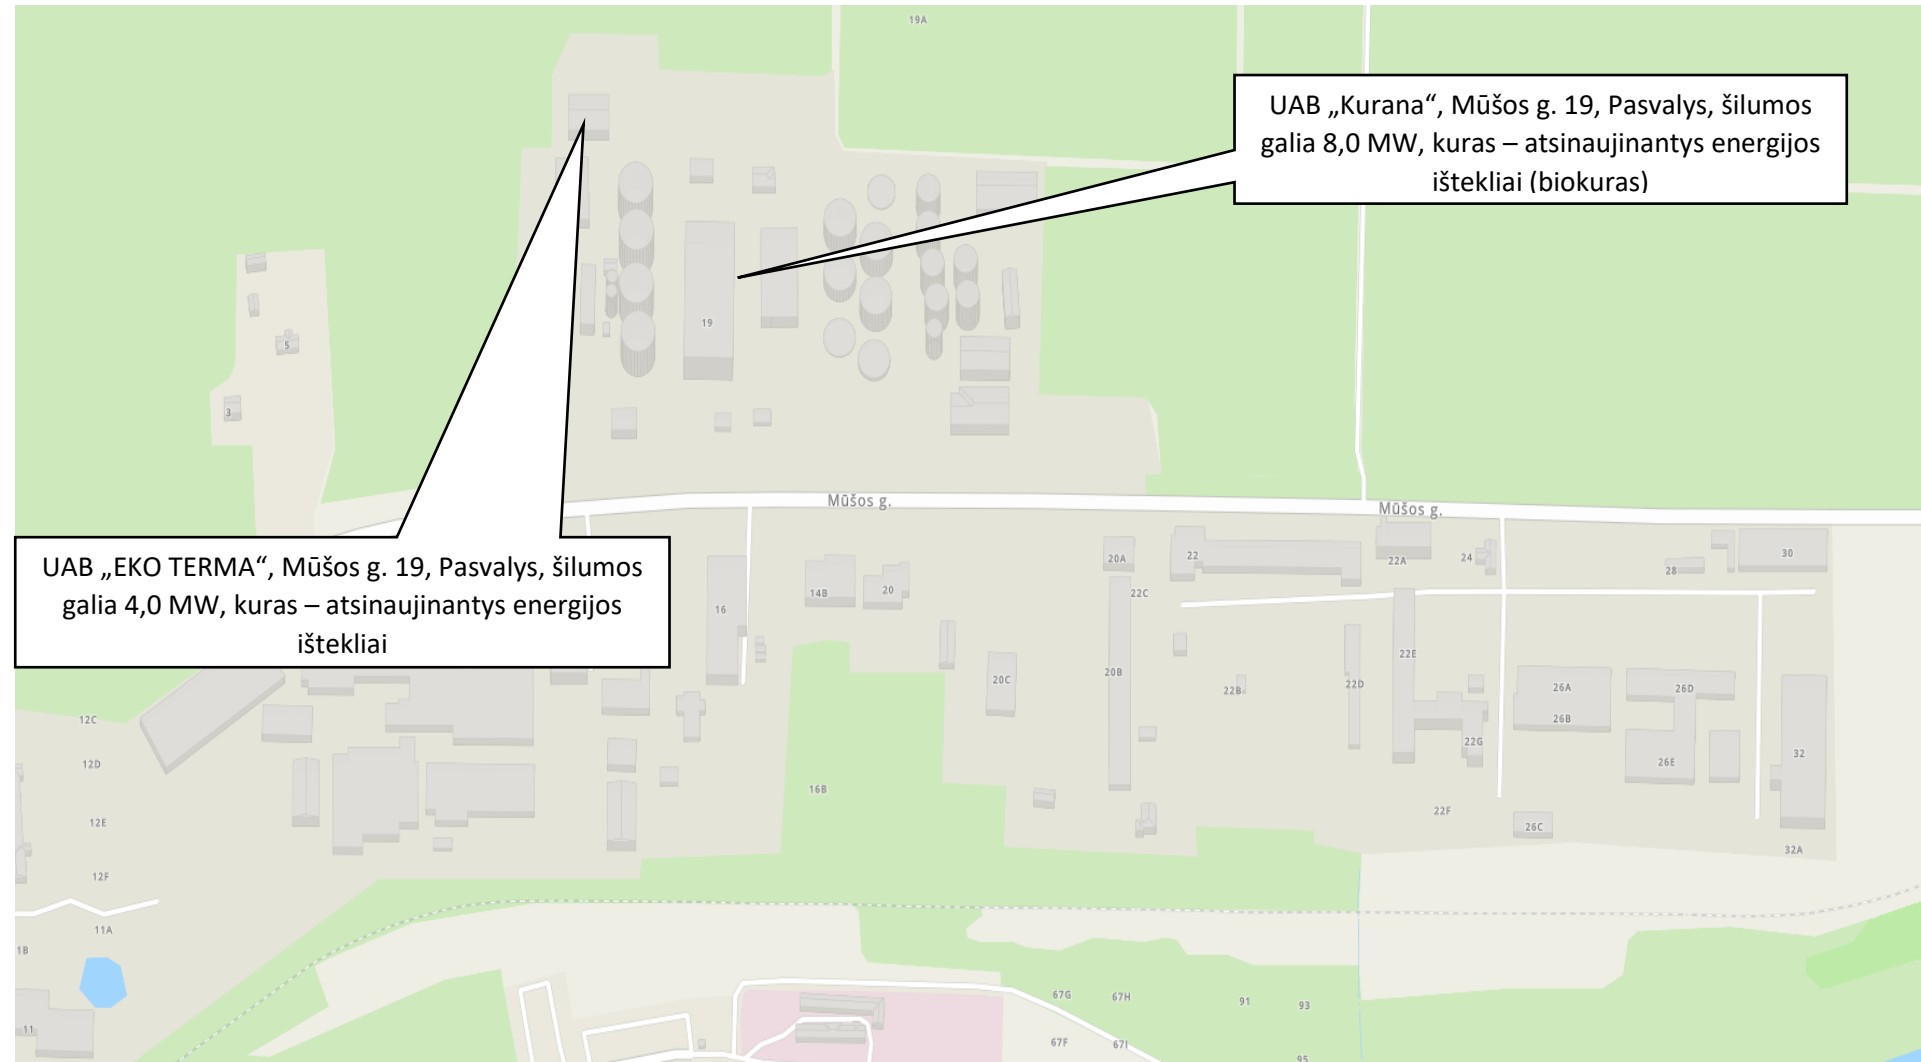 19A
UAB „Kurana“, Mūšos g. 19, Pasvalys, šilumos
galia 8,0 MW, kuras – atsinaujinantys energijos
ištekliai (biokuras)
19
5
3
Mūšos g.
Mūšos g.
UAB „EKO TERMA“, Mūšos g. 19, Pasvalys, šilumos
galia 4,0 MW, kuras – atsinaujinantys energijos
ištekliai
20A
22
22A
24
28
30
14B
20
22C
16
20C
20B
22B
22D
22E
26A
26D
12C
26B
22G
32
12D
26E
16B
12E
22F
26C
32A
12F
11A
1B
67G
67H
91
93
11
67F
67I
95